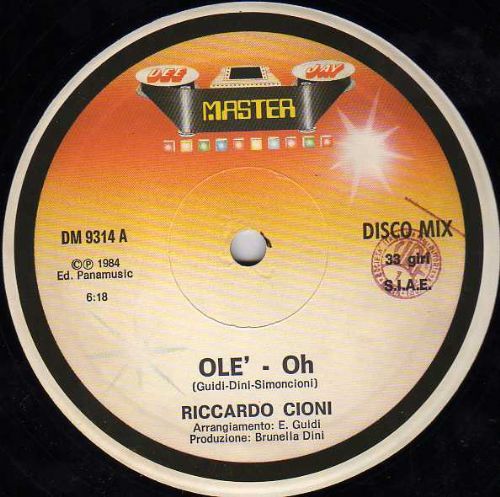 DEE JAY
MASTER
DM 9314 A
DISCO MIX
℗ 1984
33 giri
Ed. Panamusic
S.I.A.E.
6:18
OLE' - Oh
(Guidi-Dini-Simoncioni)
RICCARDO CIONI
Arrangiamento: E. Guidi
Produzione: Brunella Dini